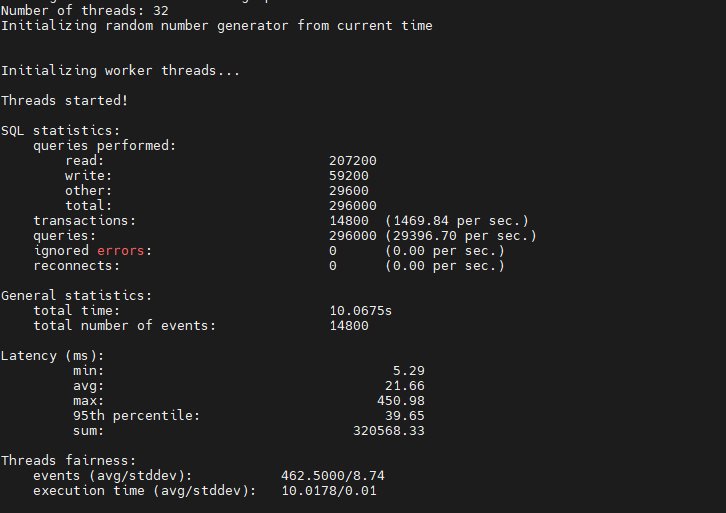 Number of threads: 32
Initializing random number generator from current time
Initializing worker threads...
Threads started!
SQL statistics:
    queries performed:
        read:                            207200
        write:                           59200
        other:                           29600
        total:                           296000
    transactions:                        14800  (1469.84 per sec.)
    queries:                             296000 (29396.70 per sec.)
    ignored errors:                      0      (0.00 per sec.)
    reconnects:                          0      (0.00 per sec.)
General statistics:
    total time:                          10.0675s
    total number of events:              14800
Latency (ms):
         min:                                    5.29
         avg:                                   21.66
         max:                                  450.98
         95th percentile:                       39.65
         sum:                               320568.33
Threads fairness:
    events (avg/stddev):           462.5000/8.74
    execution time (avg/stddev):   10.0178/0.01